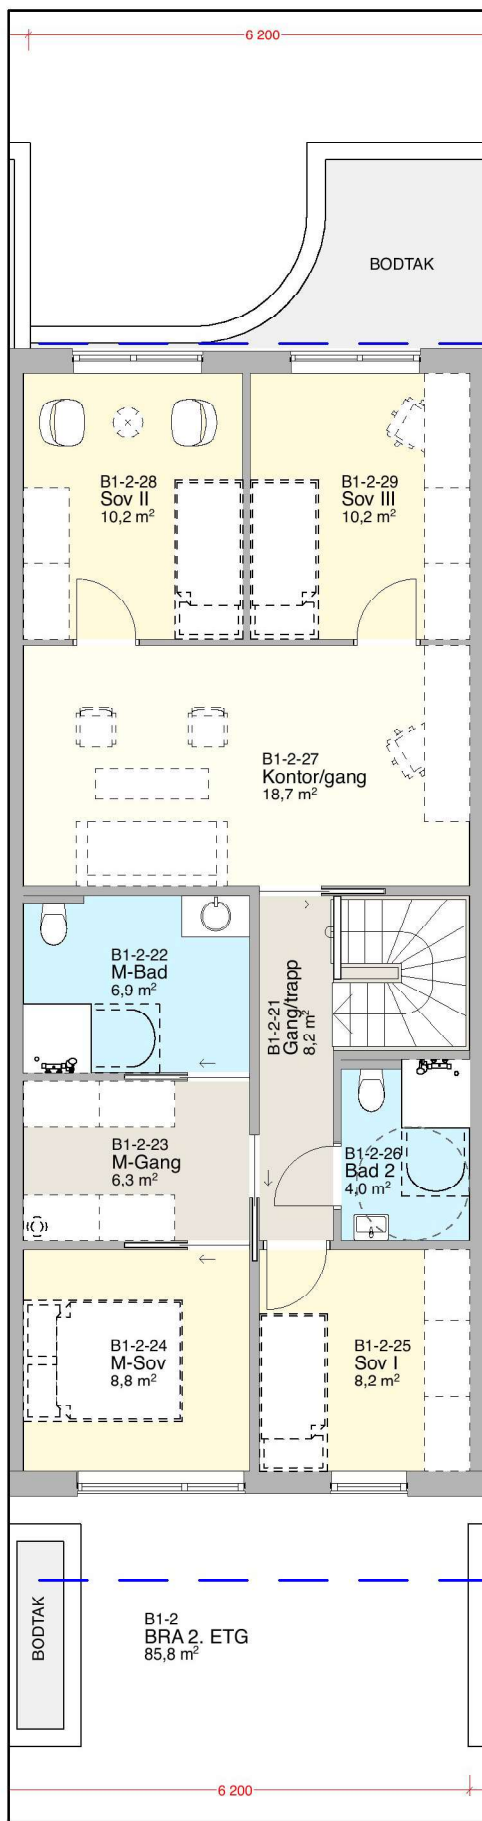 6 200
BODTAK
B1-2-28
Sov II
10,2 m²
B1-2-29
Sov III
10,2 m²
B1-2-27
Kontor/gang
18,7 m²
B1-2-22
M-Bad
6,9 m²
B1-2-21
Gang/trapp
8,2 m²
B1-2-23
M-Gang
6,3 m²
B1-2-26
Bad 2
4,0 m²
B1-2-24
M-Sov
8,8 m²
B1-2-25
Sov I
8,2 m²
BODTAK
B1-2
BRA 2. ETG
85,8 m²
6 200